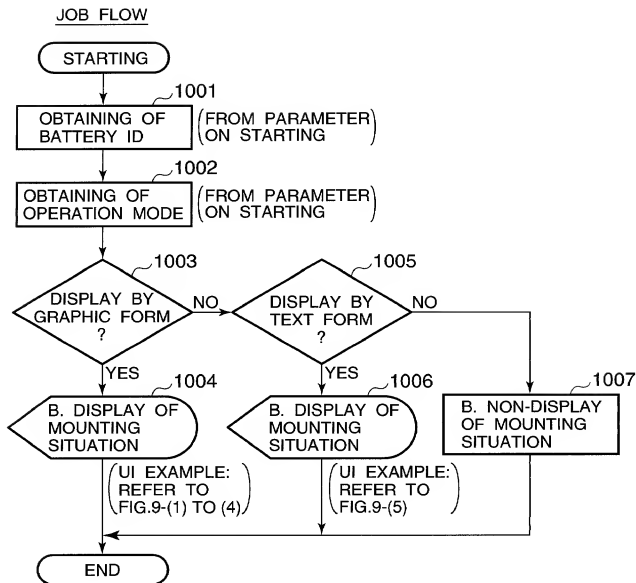 JOB FLOW
STARTING
1001
OBTAINING OF
BATTERY ID
(FROM PARAMETER
ON STARTING)
1002
OBTAINING OF
OPERATION MODE
(FROM PARAMETER
ON STARTING)
1003
DISPLAY BY
GRAPHIC FORM
?
NO
YES
1005
DISPLAY BY
TEXT FORM
?
NO
YES
1004
B. DISPLAY OF
MOUNTING
SITUATION
(UI EXAMPLE:
REFER TO
FIG.9-(1) TO (4))
1006
B. DISPLAY OF
MOUNTING
SITUATION
(UI EXAMPLE:
REFER TO
FIG.9-(5))
1007
B. NON-DISPLAY
OF MOUNTING
SITUATION
END